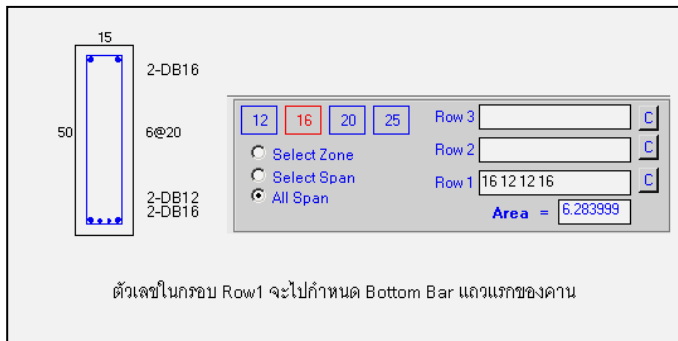 15
2-DB16
50
6@20
2-DB12
2-DB16
12 16 20 25
Select Zone
Select Span
All Span
Row 3 C
Row 2 C
Row 1 16 12 12 16 C
Area = 6.283999
ตัวเลขในกรอบ Row1 จะไปกำหนด Bottom Bar แถวแรกของคาน